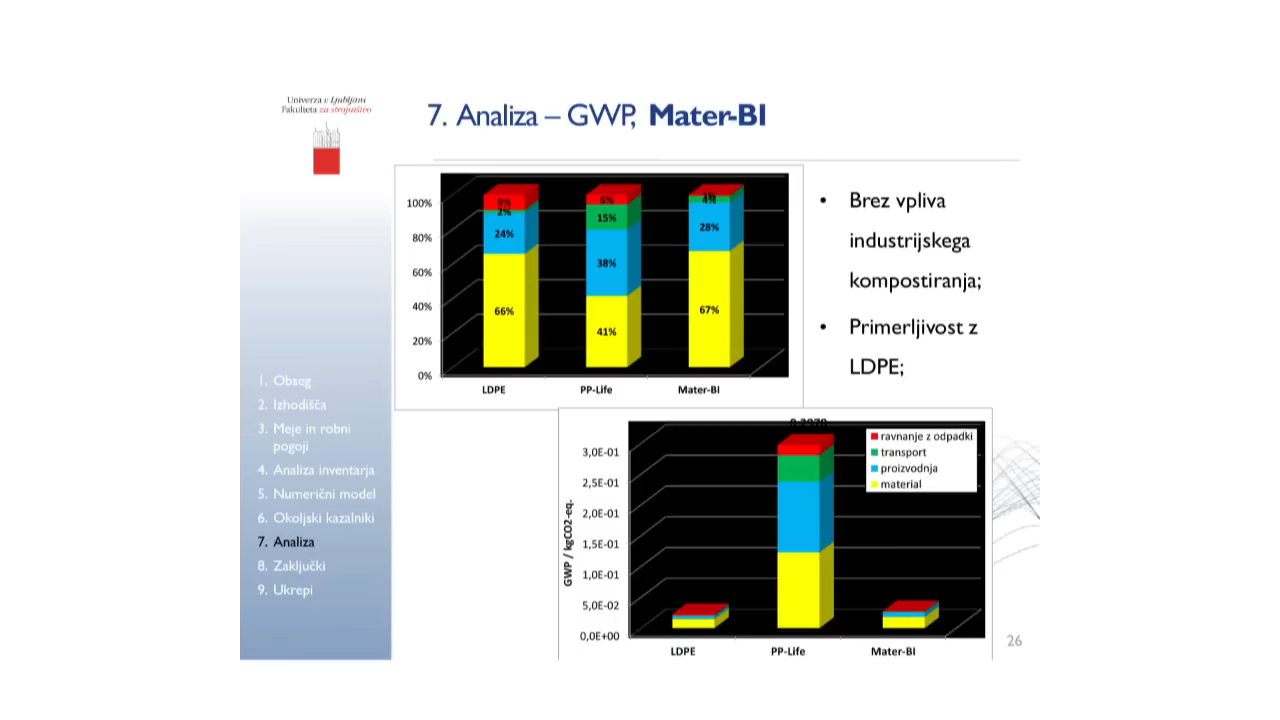 Univerza v Ljubljani
Fakulteta za strojništvo
7. Analiza – GWP, Mater-BI
100%
80%
60%
40%
20%
0%
9%
2%
24%
66%
6%
15%
38%
41%
4%
28%
67%
LDPE
PP-Life
Mater-BI
• Brez vpliva
industrijskega
kompostiranja;
• Primerljivost z
LDPE;
1. Obseg
2. Izhodišča
3. Meje in robni
pogoji
4. Analiza inventarja
5. Numerični model
6. Okoljski kazalniki
7. Analiza
8. Zaključki
9. Ukrepi
GWP / kgCO2-eq.
3,0E-01
2,5E-01
2,0E-01
1,5E-01
1,0E-01
5,0E-02
0,0E+00
ravnanje z odpadki
transport
proizvodnja
material
LDPE
PP-Life
Mater-BI
26